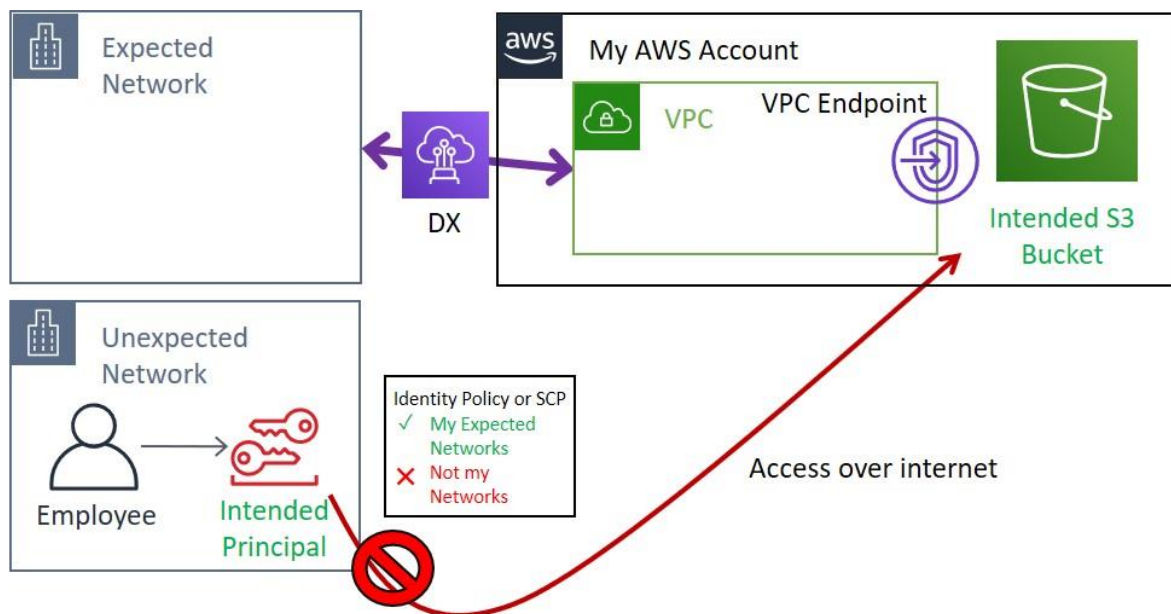 Expected
Network
aws
My AWS Account
VPC
VPC Endpoint
DX
Intended S3
Bucket
Unexpected
Network
Employee
Intended
Principal
Identity Policy or SCP
✓ My Expected
Networks
✕ Not my
Networks
Access over internet